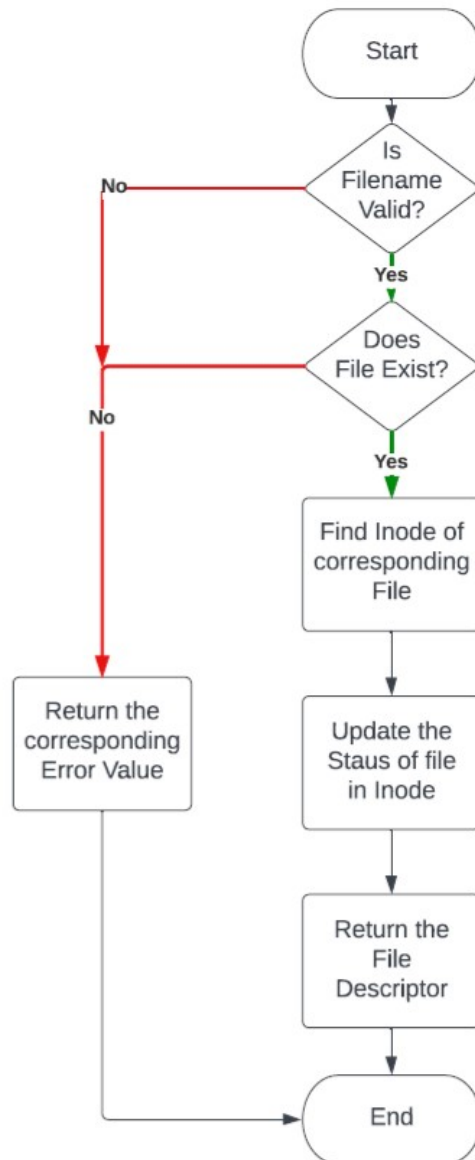 Start
Is
Filename
Valid?
No
Yes
Does
File Exist?
No
Yes
Find Inode of
corresponding
File
Return the
corresponding
Error Value
Update the
Staus of file
in Inode
Return the
File
Descriptor
End